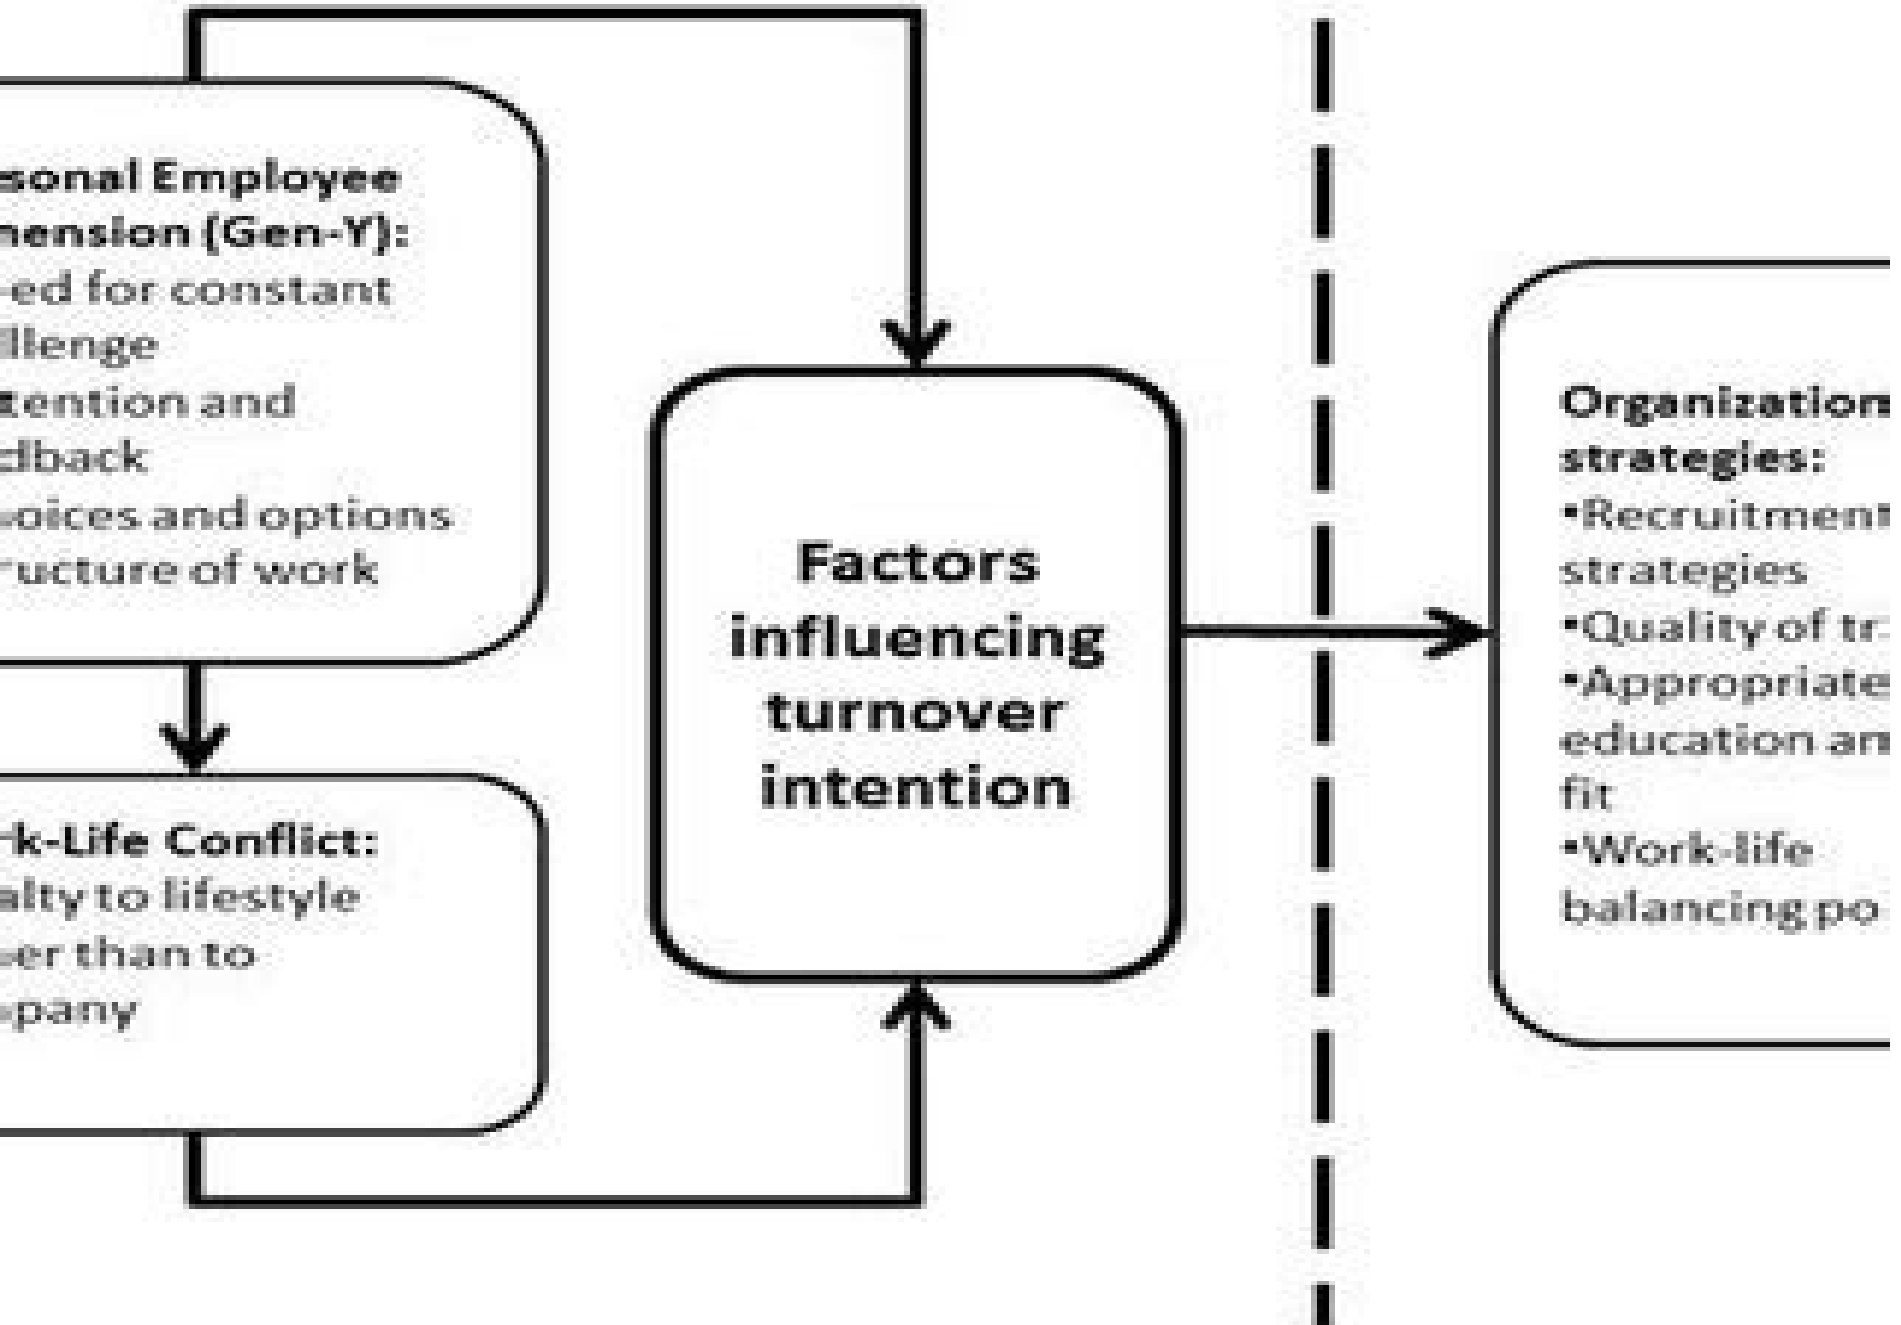 sonal Employee
mension (Gen-Y):
-ed for constant
llenge
tention and
dback
oices and options
ructure of work
rk-Life Conflict:
alty to lifestyle
er than to
pany
Factors
influencing
turnover
intention
Organization
strategies:
•Recruitment
strategies
•Quality of tr
•Appropriate
education an
fit
•Work-life
balancing po